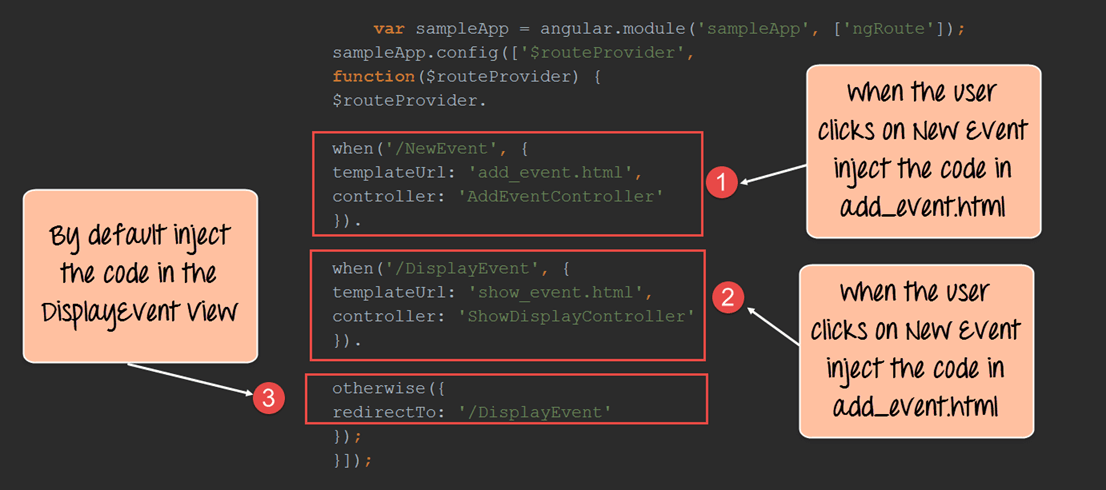 var sampleApp = angular.module('sampleApp', ['ngRoute']);
sampleApp.config(['$routeProvider',
function($routeProvider) {
$routeProvider.
when('/NewEvent', {
templateUrl: 'add_event.html',
controller: 'AddEventController'
}).
when('/DisplayEvent', {
templateUrl: 'show_event.html',
controller: 'ShowDisplayController'
}).
otherwise({
redirectTo: '/DisplayEvent'
});
}]);
1
when the user
clicks on New Event
inject the code in
add_event.html
2
when the user
clicks on New Event
inject the code in
add_event.html
By default inject
the code in the
DisplayEvent View
3